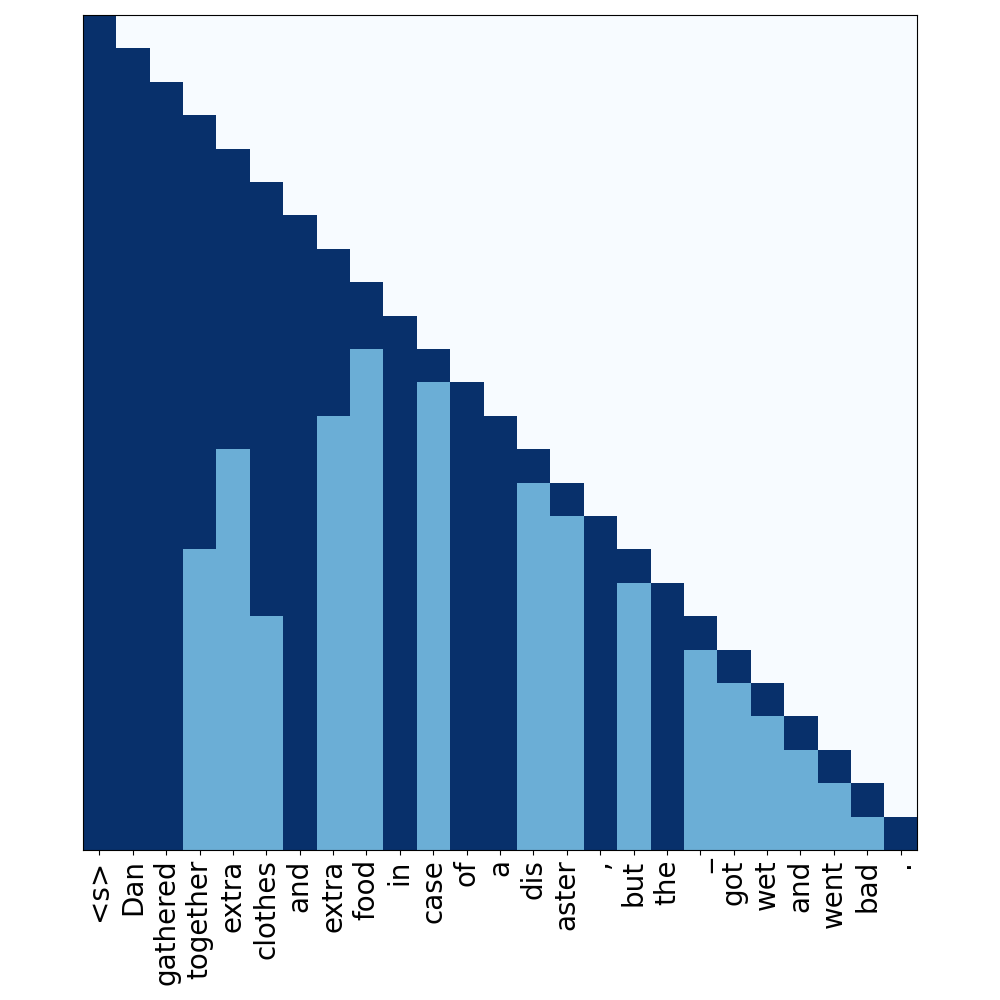 <s> Dan gathered together extra clothes and extra food in case of a dis aster , but the _ got wet and went bad .